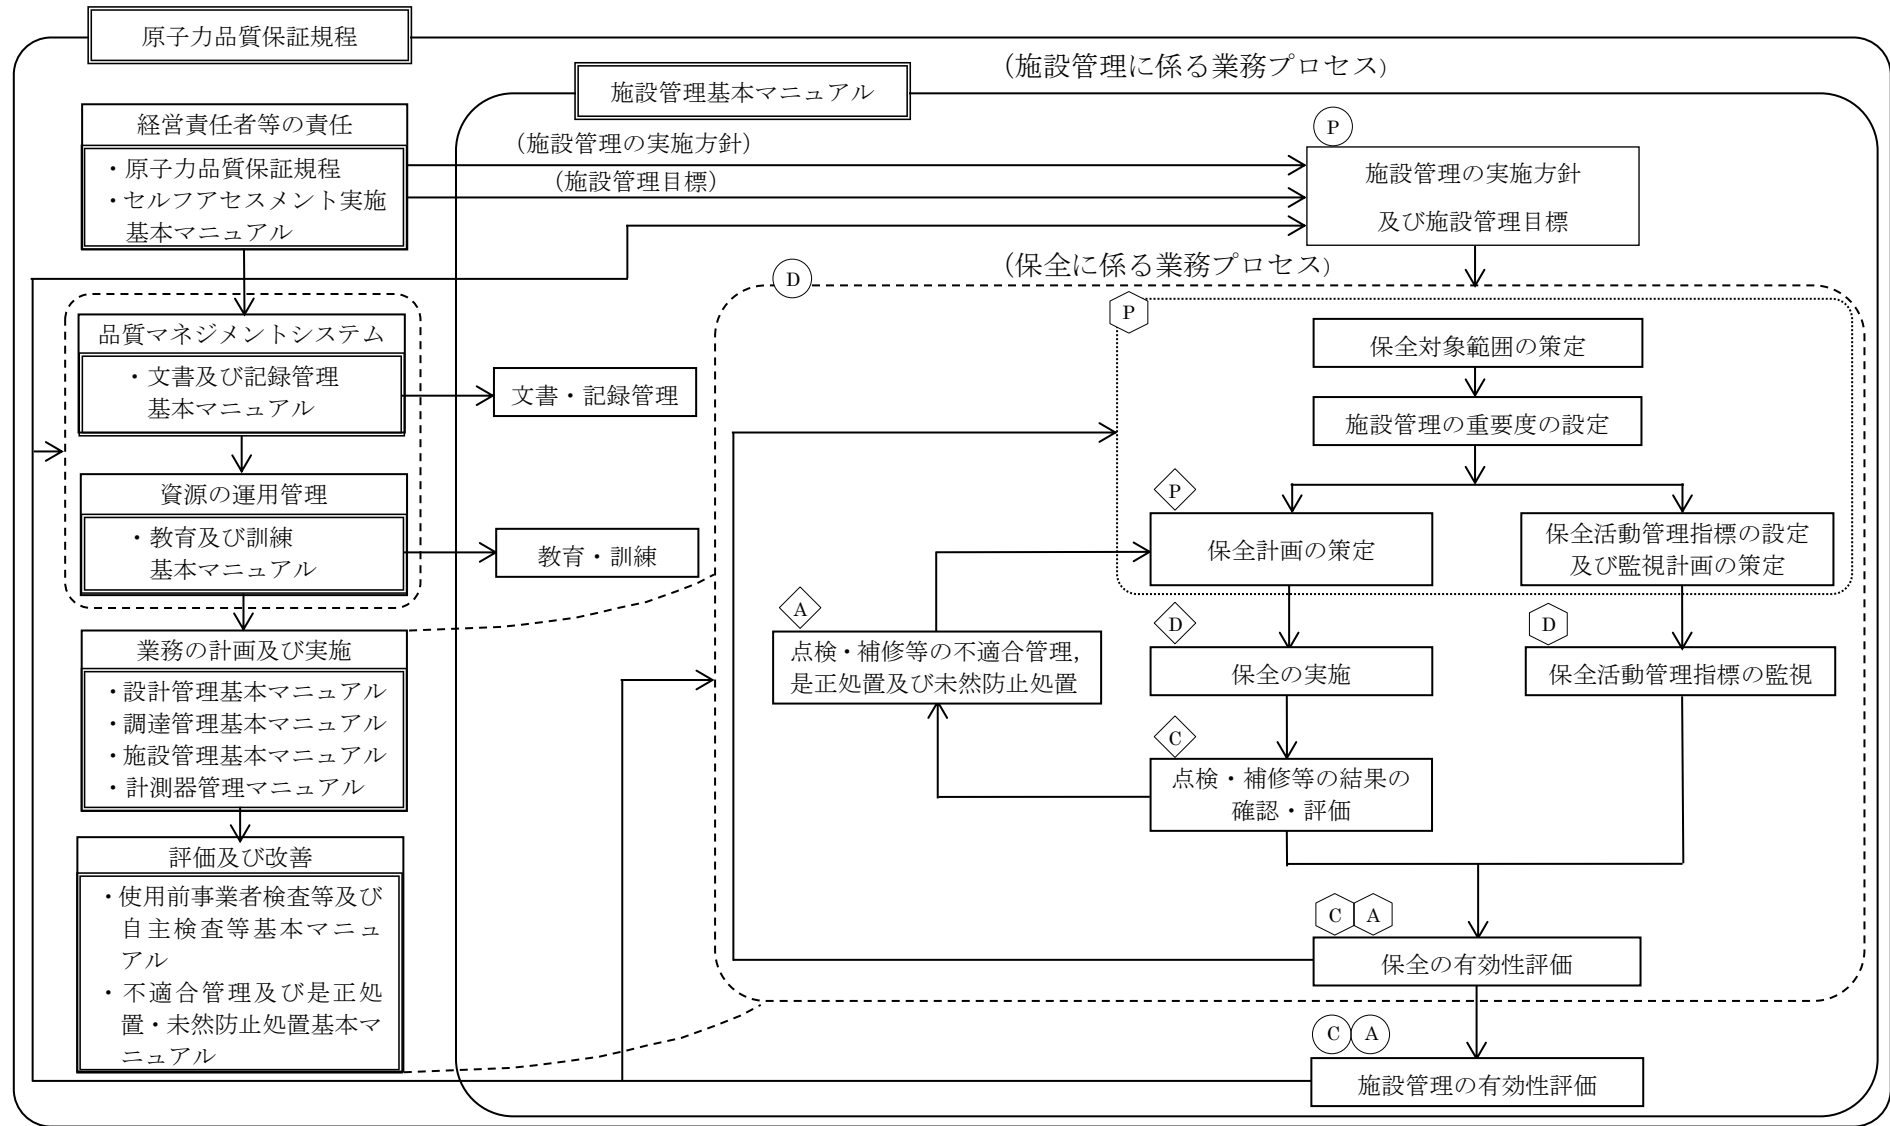 原子力品質保証規程
(施設管理に係る業務プロセス)
施設管理基本マニュアル
経営責任者等の責任
・原子力品質保証規程
・セルフアセスメント実施
基本マニュアル
(施設管理の実施方針)
(施設管理目標)
P
施設管理の実施方針
及び施設管理目標
(保全に係る業務プロセス)
D
P
品質マネジメントシステム
・文書及び記録管理
基本マニュアル
文書・記録管理
資源の運用管理
・教育及び訓練
基本マニュアル
教育・訓練
業務の計画及び実施
・設計管理基本マニュアル
・調達管理基本マニュアル
・施設管理基本マニュアル
・計測器管理マニュアル
評価及び改善
・使用前事業者検査等及び
自主検査等基本マニュ
アル
・不適合管理及び是正処
置・未然防止処置基本マ
ニュアル
保全対象範囲の策定
施設管理の重要度の設定
P
保全計画の策定
保全活動管理指標の設定
及び監視計画の策定
A
点検・補修等の不適合管理,
是正処置及び未然防止処置
D
保全の実施
D
保全活動管理指標の監視
C
点検・補修等の結果の
確認・評価
C A
保全の有効性評価
C A
施設管理の有効性評価